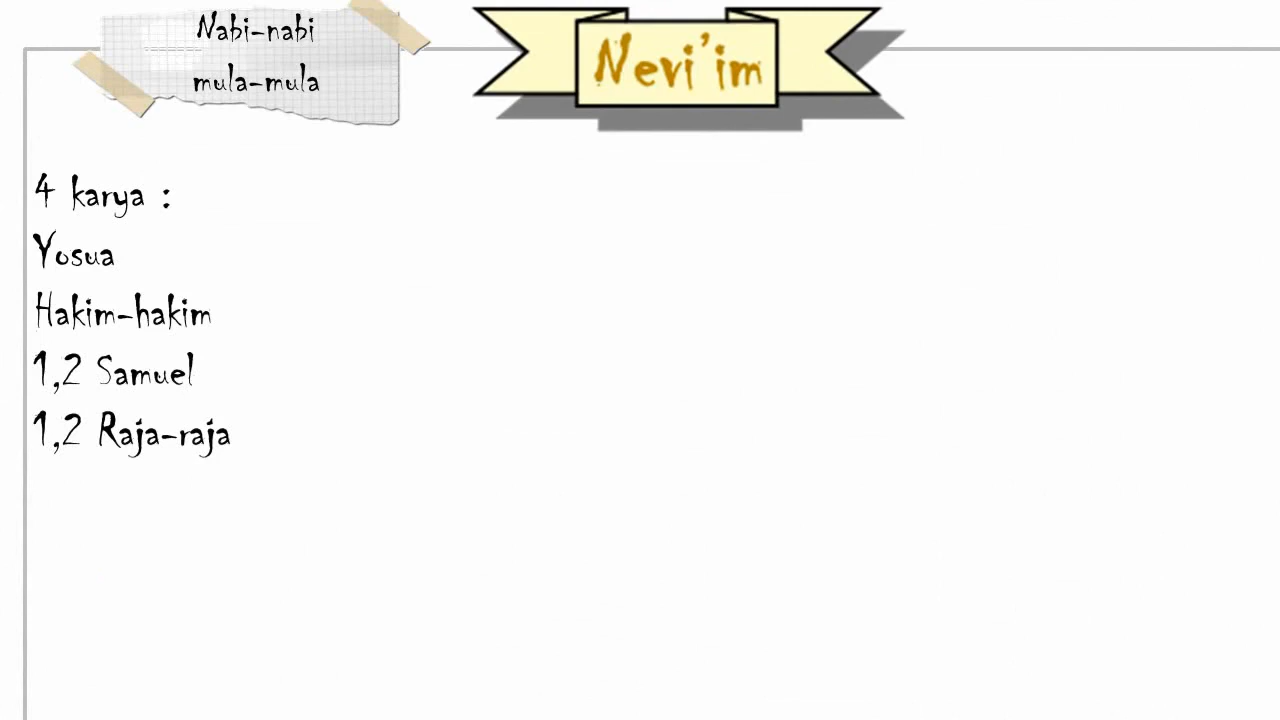 Nabi-nabi
mula-mula
Nevi'im
4 karya :
Yosua
Hakim-hakim
1,2 Samuel
1,2 Raja-raja